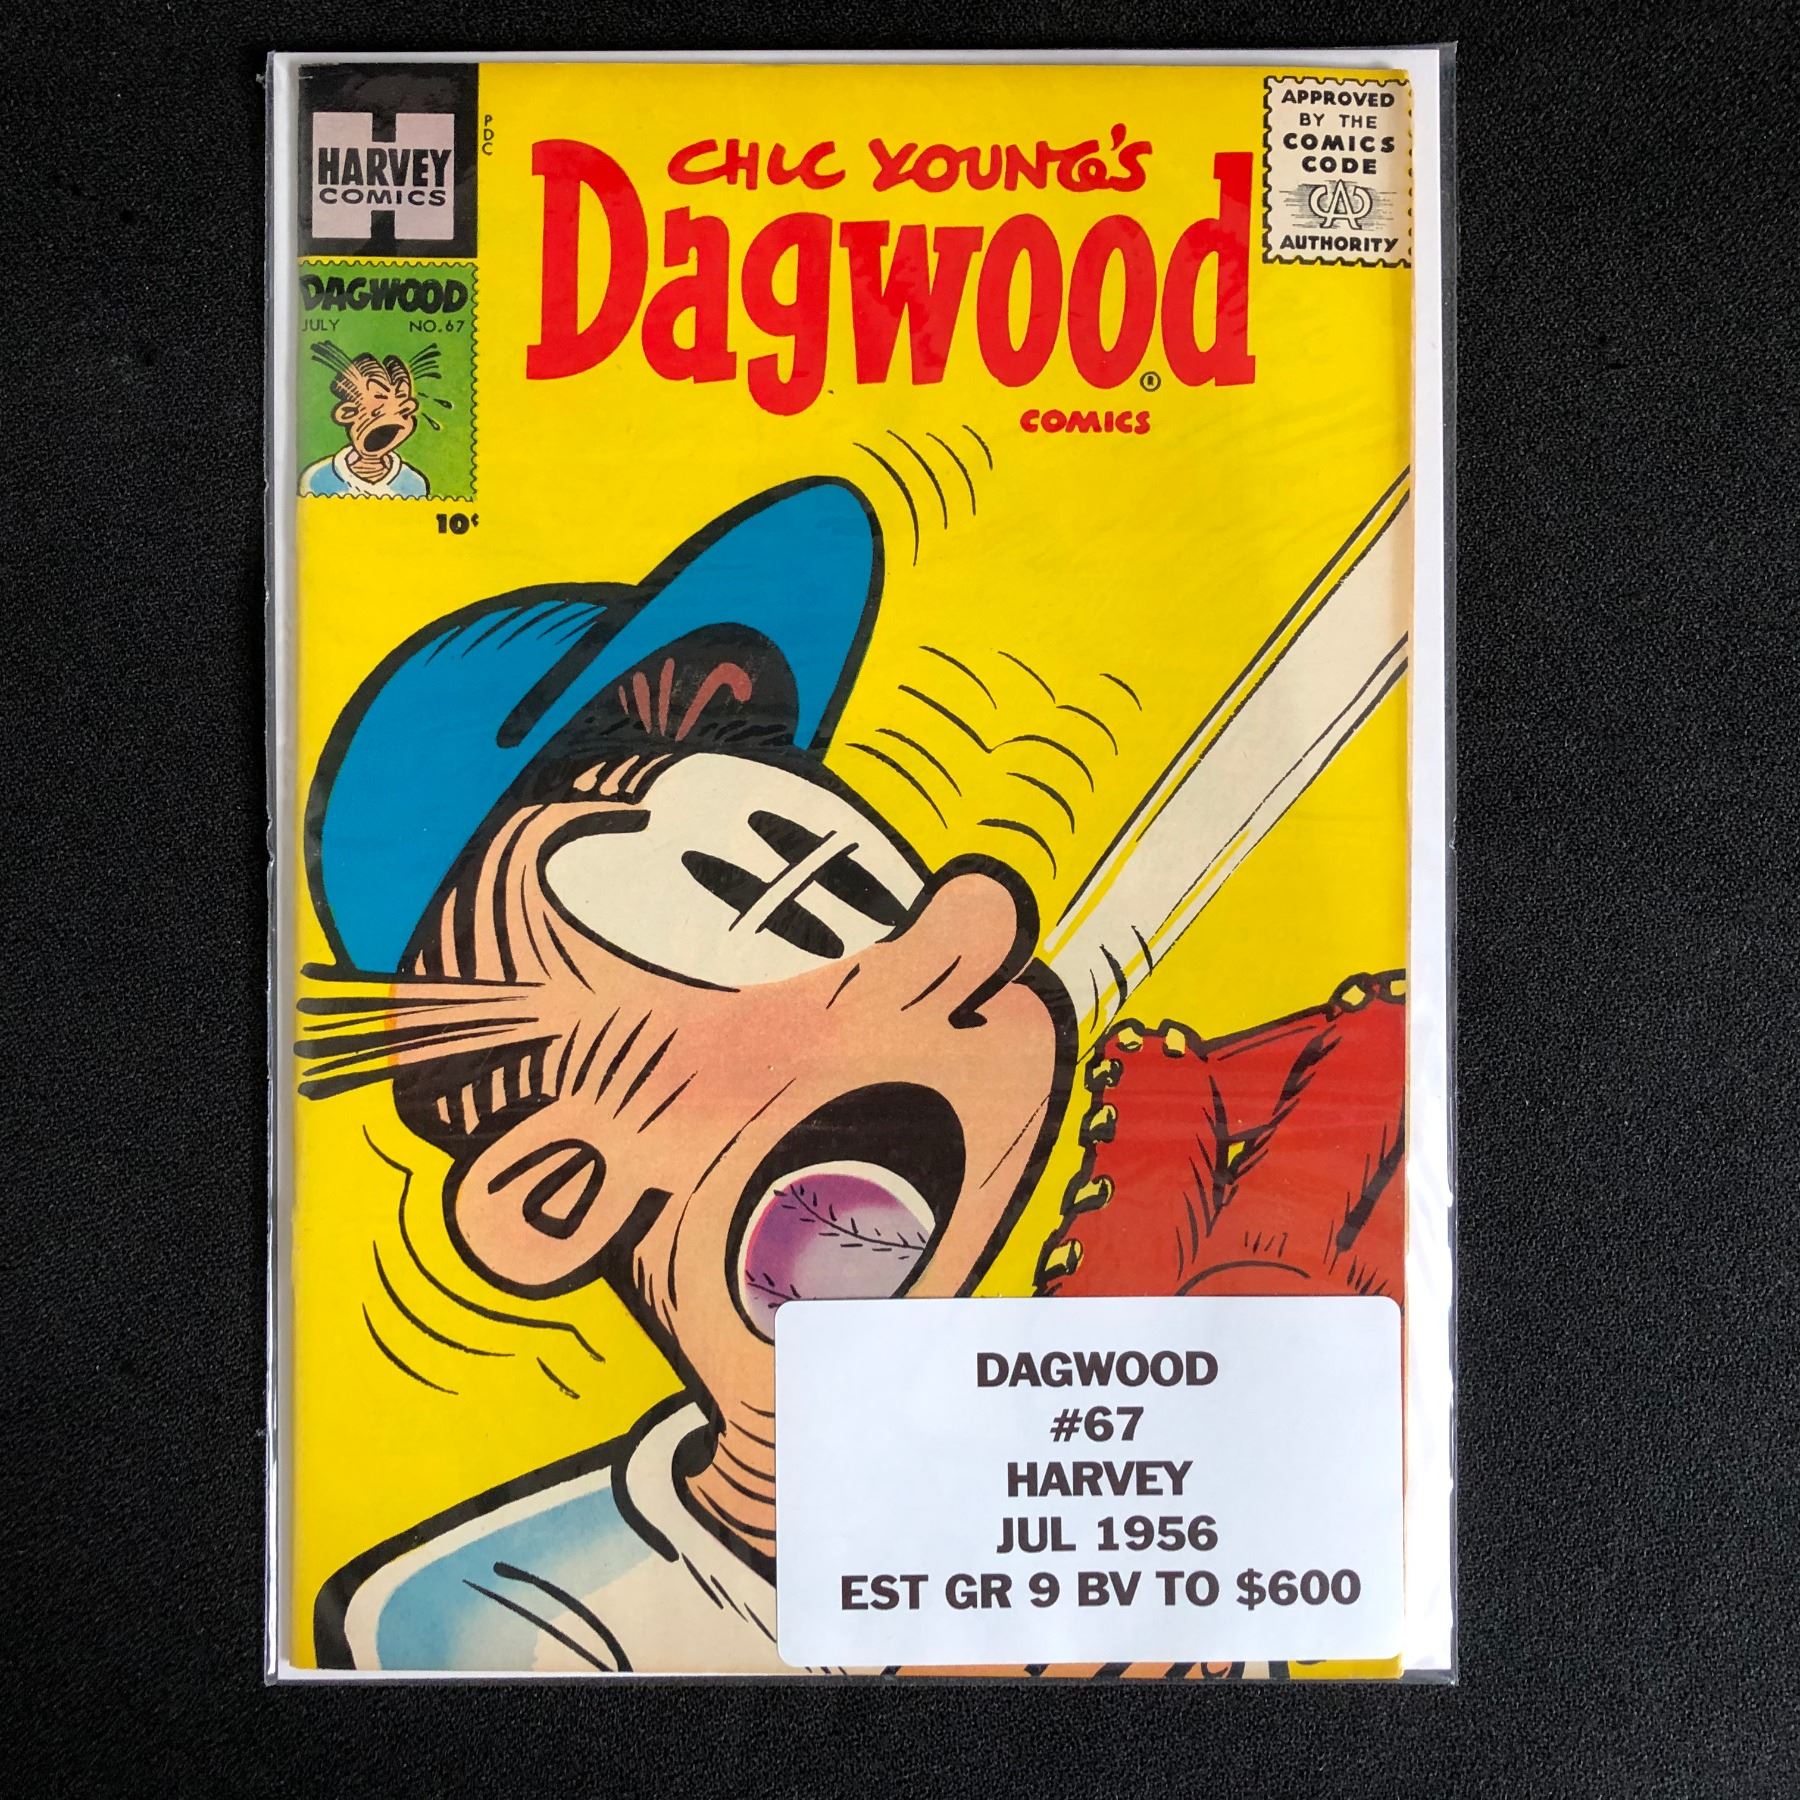 HARVEY
COMICS
PDC
CHIC YOUNG'S
Dagwood
®
COMICS
APPROVED
BY THE
COMICS
CODE
CA
AUTHORITY
DAGWOOD
JULY NO. 67
10¢
DAGWOOD
#67
HARVEY
JUL 1956
EST GR 9 BV TO $600